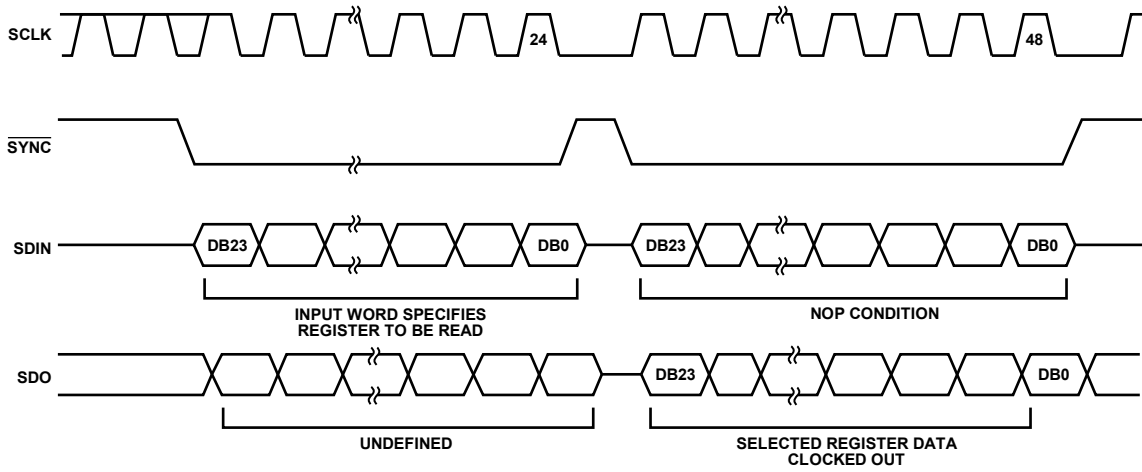 SCLK
24
48
SYNC
SDIN
DB23
DB0
DB23
DB0
INPUT WORD SPECIFIES
REGISTER TO BE READ
NOP CONDITION
SDO
DB23
DB0
UNDEFINED
SELECTED REGISTER DATA
CLOCKED OUT